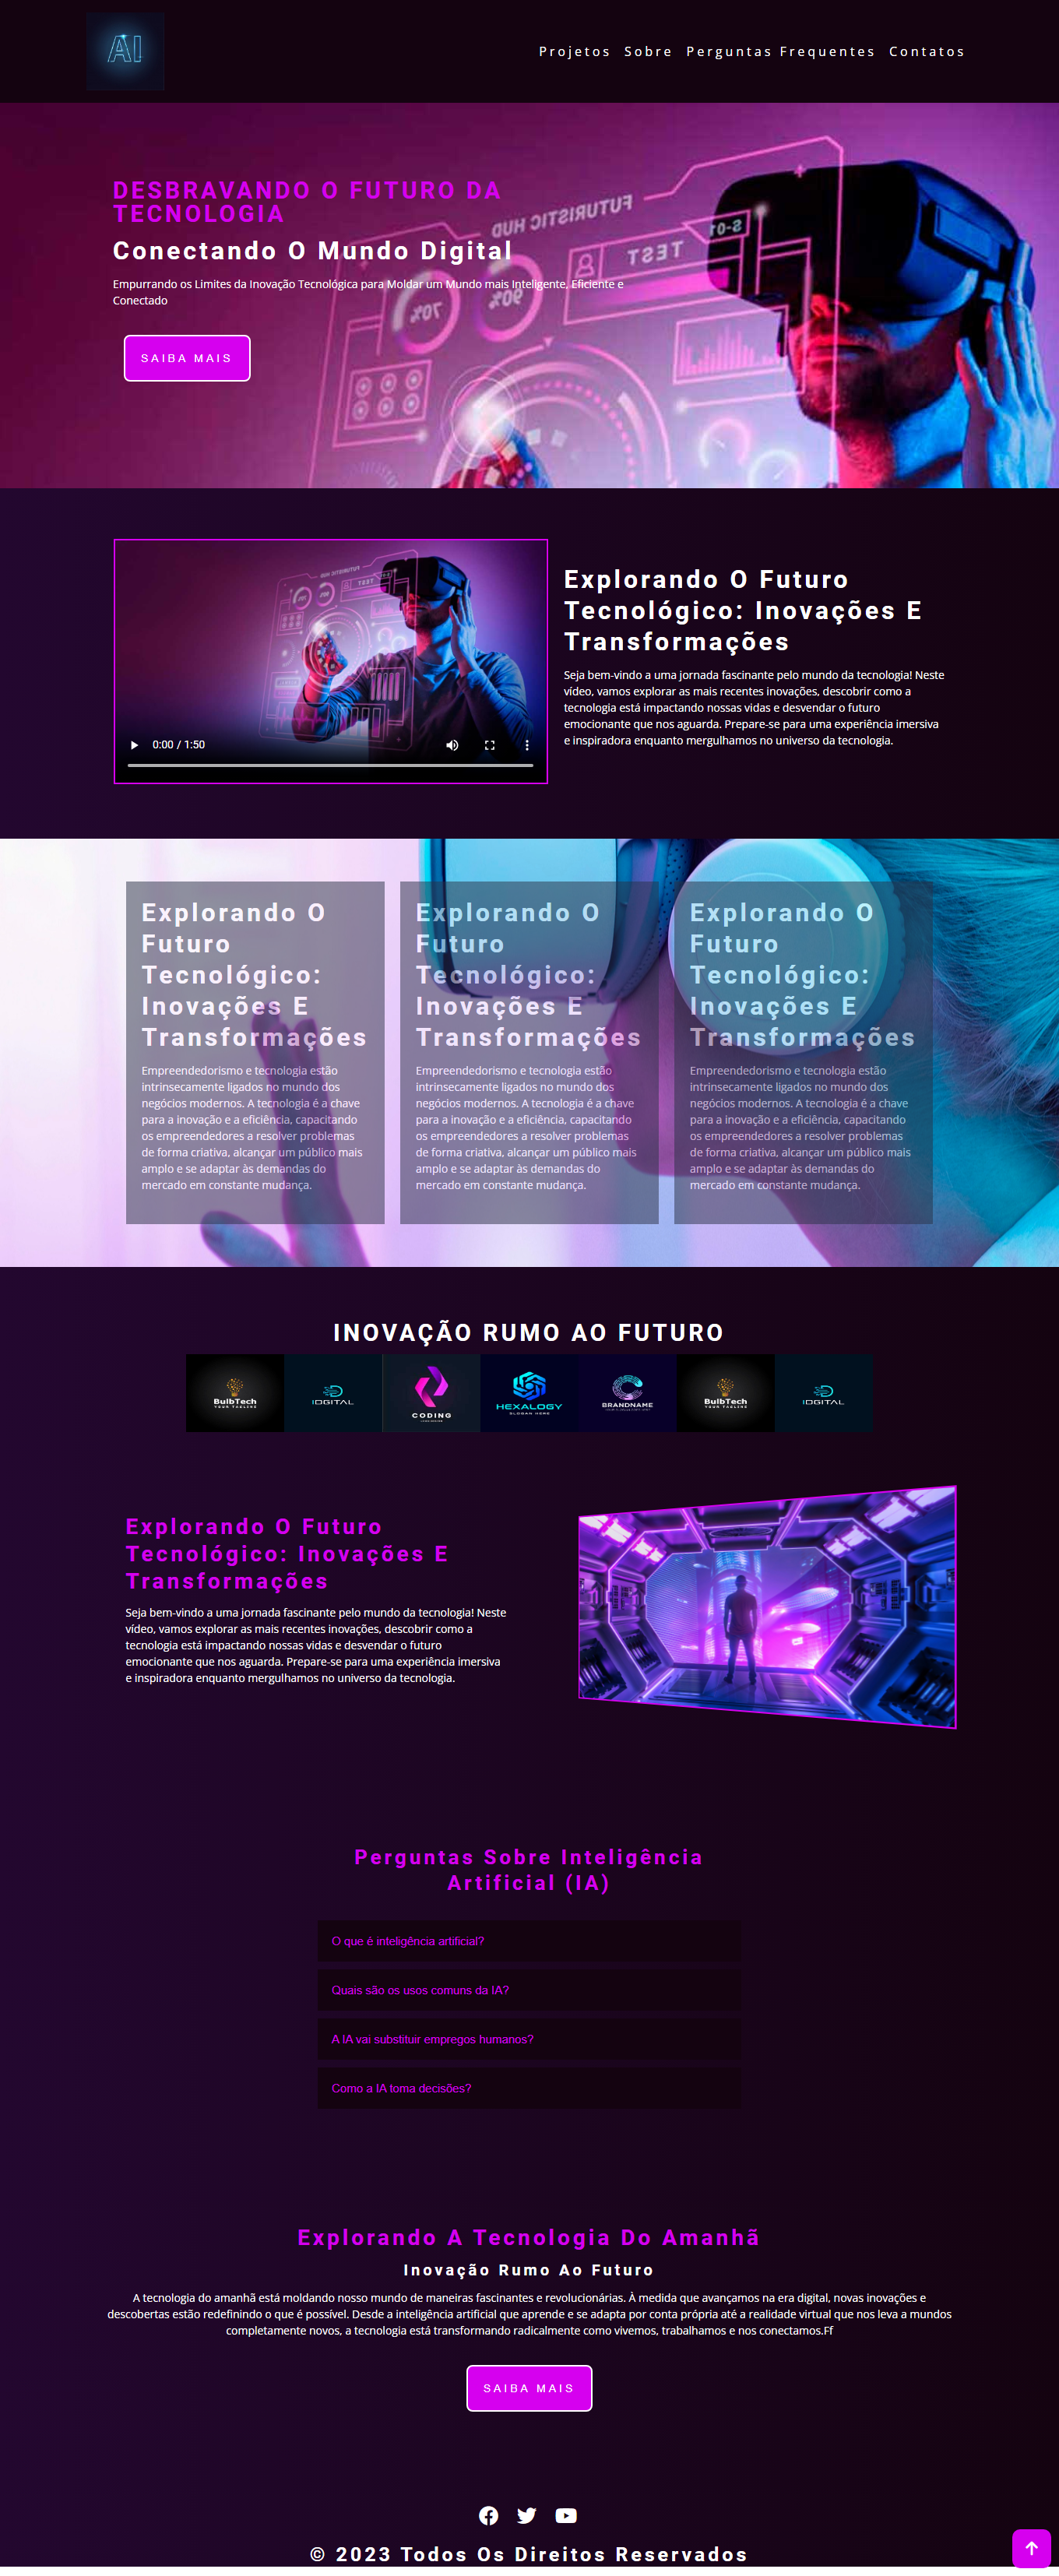 AI
Projetos Sobre Perguntas Frequentes Contatos
DESBRAVANDO O FUTURO DA
TECNOLOGIA
Conectando O Mundo Digital
Empurrando os Limites da Inovação Tecnológica para Moldar um Mundo mais Inteligente, Eficiente e
Conectado
SAIBA MAIS
FUTURISTIC HUD
S-01
TEST
90%
70%
Explorando O Futuro
Tecnológico: Inovações E
Transformações
Seja bem-vindo a uma jornada fascinante pelo mundo da tecnologia! Neste
vídeo, vamos explorar as mais recentes inovações, descobrir como a
tecnologia está impactando nossas vidas e desvendar o futuro
emocionante que nos aguarda. Prepare-se para uma experiência imersiva
e inspiradora enquanto mergulhamos no universo da tecnologia.
0:00 / 1:50
Explorando O
Futuro
Tecnológico:
Inovações E
Transformações
Empreendedorismo e tecnologia estão
intrinsecamente ligados no mundo dos
negócios modernos. A tecnologia é a chave
para a inovação e a eficiência, capacitando
os empreendedores a resolver problemas
de forma criativa, alcançar um público mais
amplo e se adaptar às demandas do
mercado em constante mudança.
Explorando O
Futuro
Tecnológico:
Inovações E
Transformações
Empreendedorismo e tecnologia estão
intrinsecamente ligados no mundo dos
negócios modernos. A tecnologia é a chave
para a inovação e a eficiência, capacitando
os empreendedores a resolver problemas
de forma criativa, alcançar um público mais
amplo e se adaptar às demandas do
mercado em constante mudança.
Explorando O
Futuro
Tecnológico:
Inovações E
Transformações
Empreendedorismo e tecnologia estão
intrinsecamente ligados no mundo dos
negócios modernos. A tecnologia é a chave
para a inovação e a eficiência, capacitando
os empreendedores a resolver problemas
de forma criativa, alcançar um público mais
amplo e se adaptar às demandas do
mercado em constante mudança.
INOVAÇÃO RUMO AO FUTURO
BulbTech
YOUR TAGLINE
IDGITAL
CODING
HEXALOGY
SLOGAN HERE
BRANDNAME
BulbTech
YOUR TAGLINE
IDGITAL
Explorando O Futuro
Tecnológico: Inovações E
Transformações
Seja bem-vindo a uma jornada fascinante pelo mundo da tecnologia! Neste
vídeo, vamos explorar as mais recentes inovações, descobrir como a
tecnologia está impactando nossas vidas e desvendar o futuro
emocionante que nos aguarda. Prepare-se para uma experiência imersiva
e inspiradora enquanto mergulhamos no universo da tecnologia.
Perguntas Sobre Inteligência
Artificial (IA)
O que é inteligência artificial?
Quais são os usos comuns da IA?
A IA vai substituir empregos humanos?
Como a IA toma decisões?
Explorando A Tecnologia Do Amanhã
Inovação Rumo Ao Futuro
A tecnologia do amanhã está moldando nosso mundo de maneiras fascinantes e revolucionárias. À medida que avançamos na era digital, novas inovações e
descobertas estão redefinindo o que é possível. Desde a inteligência artificial que aprende e se adapta por conta própria até a realidade virtual que nos leva a mundos
completamente novos, a tecnologia está transformando radicalmente como vivemos, trabalhamos e nos conectamos.Ff
SAIBA MAIS
© 2023 Todos Os Direitos Reservados